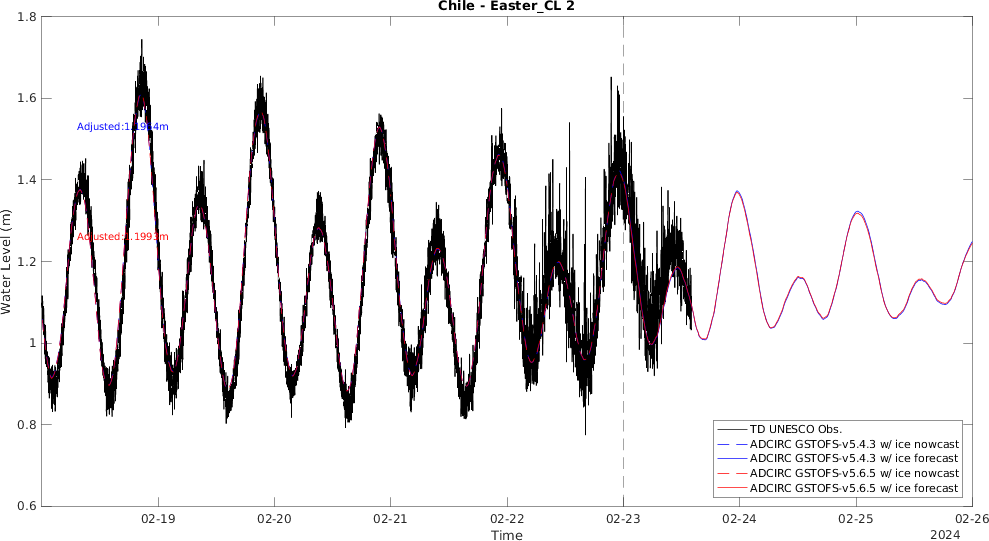 Chile - Easter_CL 2
1.8
1.6
1.4
1.2
1
0.8
0.6
Water Level (m)
02-19
02-20
02-21
02-22
02-23
02-24
02-25
02-26
Time
2024
TD UNESCO Obs.
ADCIRC GSTOFS-v5.4.3 w/ ice nowcast
ADCIRC GSTOFS-v5.4.3 w/ ice forecast
ADCIRC GSTOFS-v5.6.5 w/ ice nowcast
ADCIRC GSTOFS-v5.6.5 w/ ice forecast